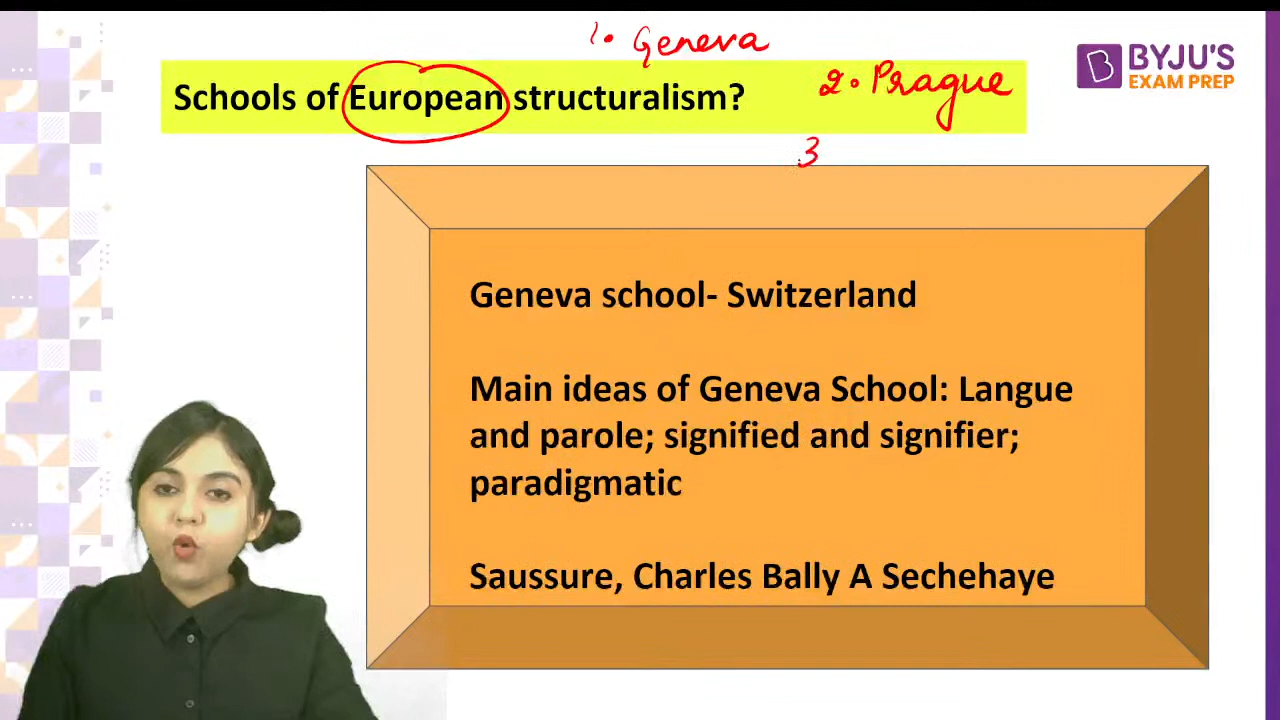 1. Geneva
Schools of European structuralism?
2. Prague
3
BYJU'S
EXAM PREP
Geneva school- Switzerland
Main ideas of Geneva School: Langue
and parole; signified and signifier;
paradigmatic
Saussure, Charles Bally A Sechehaye